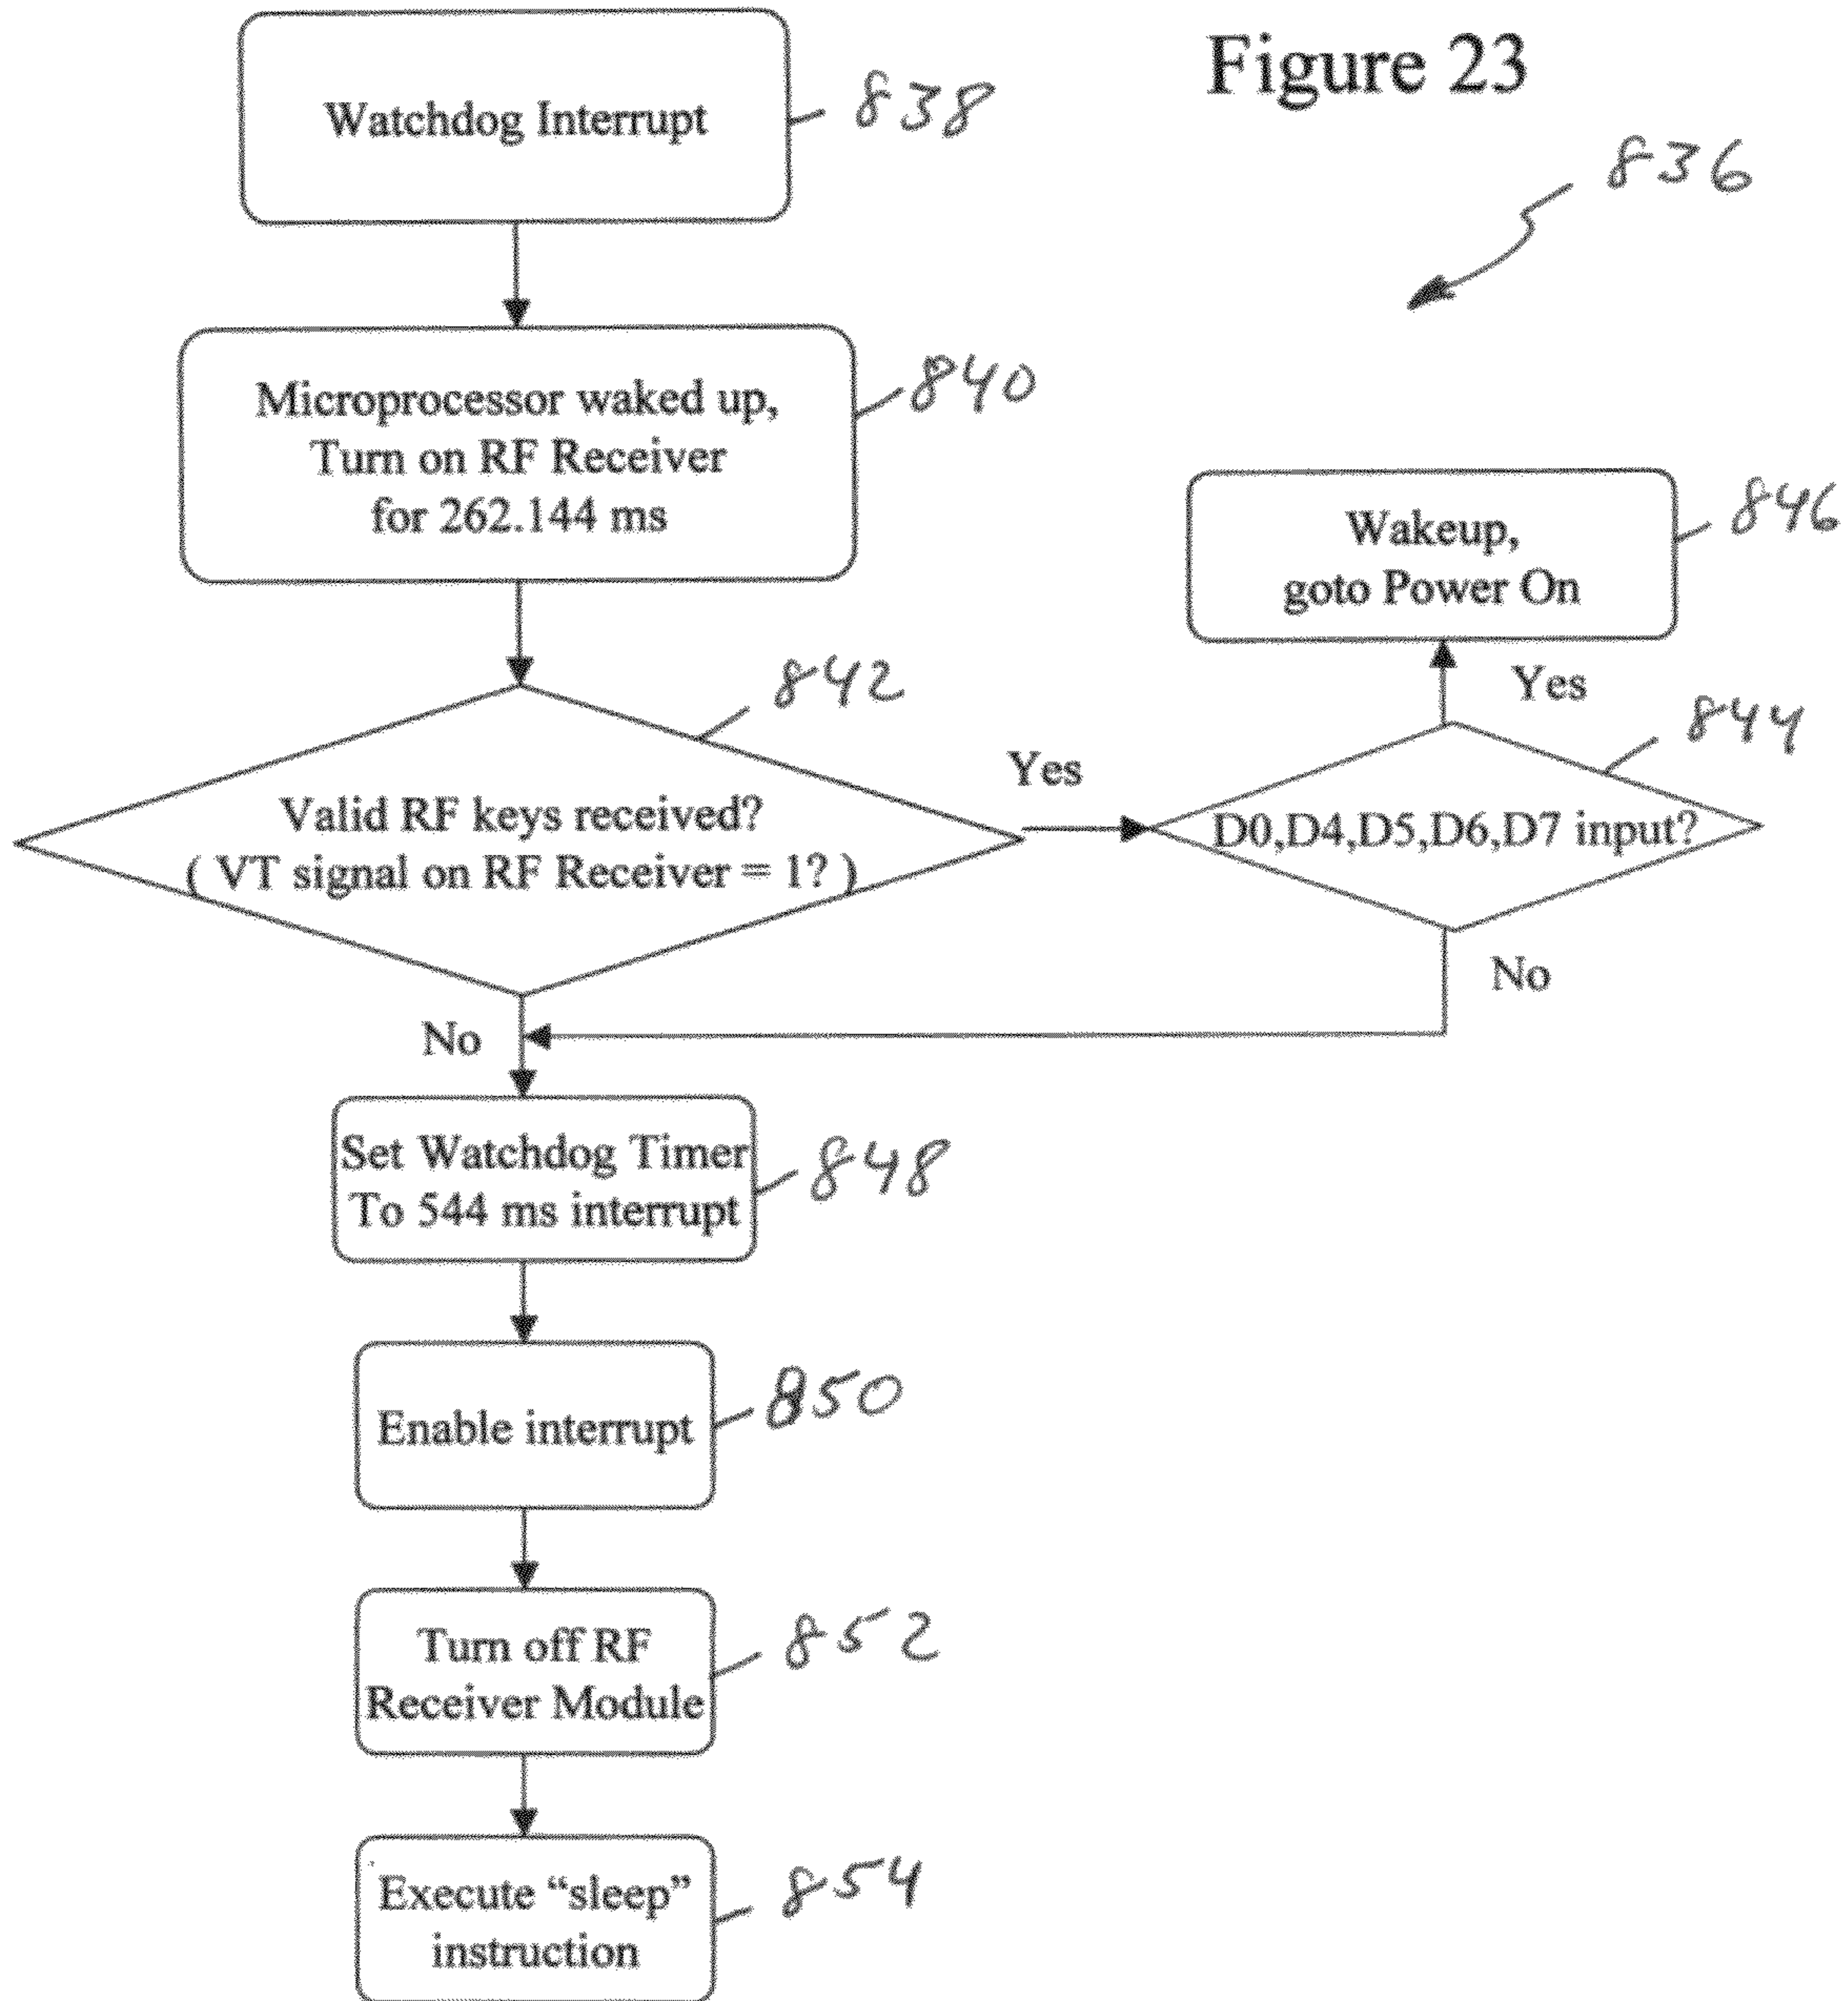 Figure 23
836
Watchdog Interrupt
838
Microprocessor waked up,
Turn on RF Receiver
for 262.144 ms
840
Valid RF keys received?
( VT signal on RF Receiver = 1? )
842
Yes
D0,D4,D5,D6,D7 input?
844
Yes
Wakeup,
goto Power On
846
No
No
Set Watchdog Timer
To 544 ms interrupt
848
Enable interrupt
850
Turn off RF
Receiver Module
852
Execute “sleep”
instruction
854